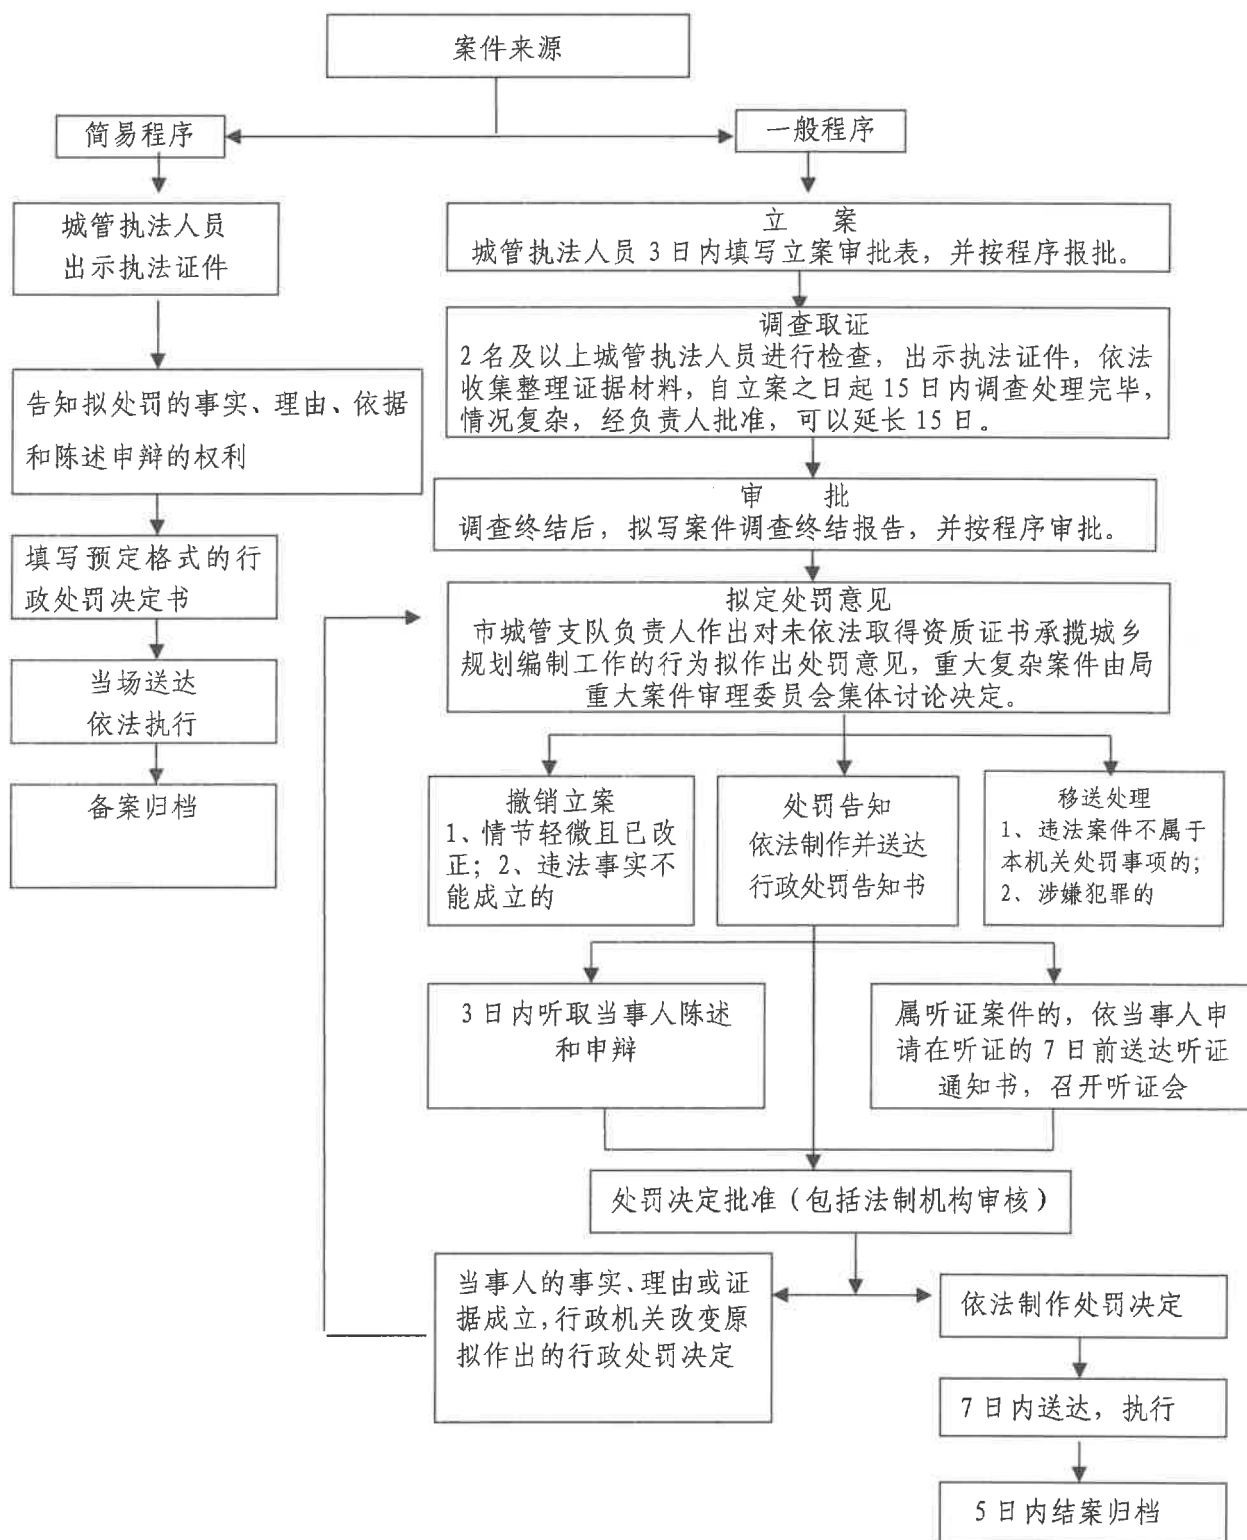 案件来源
简易程序
一般程序
城管执法人员
出示执法证件
告知拟处罚的事实、理由、依据
和陈述申辩的权利
填写预定格式的行
政处罚决定书
当场送达
依法执行
备案归档
立 案
城管执法人员 3 日内填写立案审批表，并按程序报批。
调查取证
2 名及以上城管执法人员进行检查，出示执法证件，依法
收集整理证据材料，自立案之日起 15 日内调查处理完毕，
情况复杂，经负责人批准，可以延长 15 日。
审 批
调查终结后，拟写案件调查终结报告，并按程序审批。
拟定处罚意见
市城管支队负责人作出对未依法取得资质证书承揽城乡
规划编制工作的行为拟作出处罚意见，重大复杂案件由局
重大案件审理委员会集体讨论决定。
撤销立案
1、情节轻微且已改
正；2、违法事实不
能成立的
处罚告知
依法制作并送达
行政处罚告知书
移送处理
1、违法案件不属于
本机关处罚事项的；
2、涉嫌犯罪的
3 日内听取当事人陈述
和申辩
属听证案件的，依当事人申
请在听证的 7 日前送达听证
通知书，召开听证会
处罚决定批准（包括法制机构审核）
当事人的事实、理由或证
据成立，行政机关改变原
拟作出的行政处罚决定
依法制作处罚决定
7 日内送达，执行
5 日内结案归档